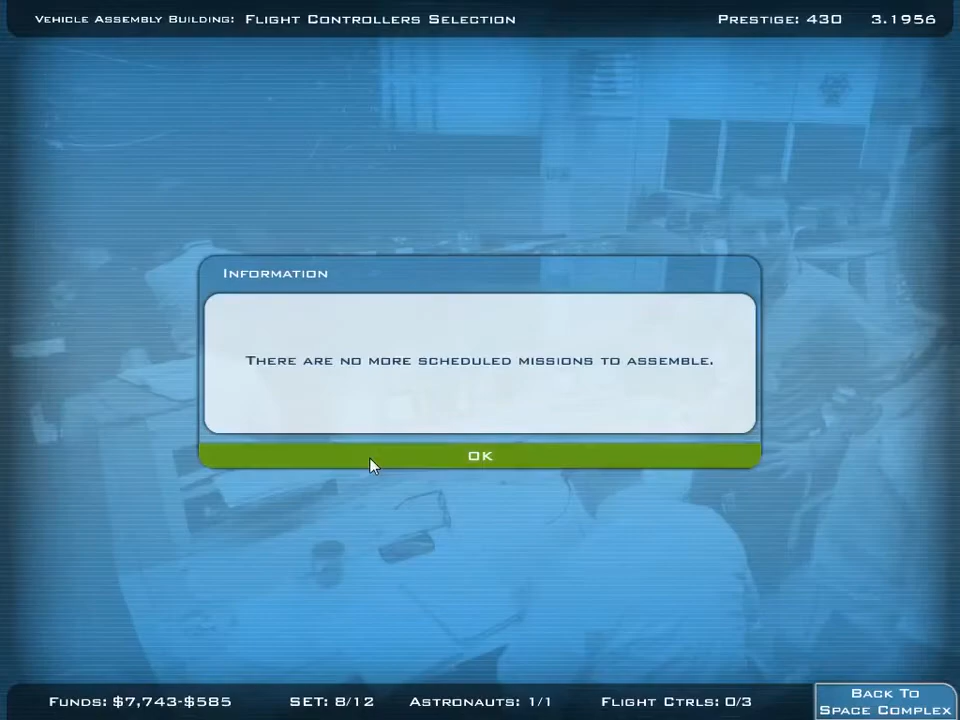 Vehicle Assembly Building: Flight Controllers Selection
Prestige: 430
3.1956
Information
There are no more scheduled missions to assemble.
OK
Funds: $7,743-$585
SET: 8/12
Astronauts: 1/1
Flight Ctrls: 0/3
Back To
Space Complex